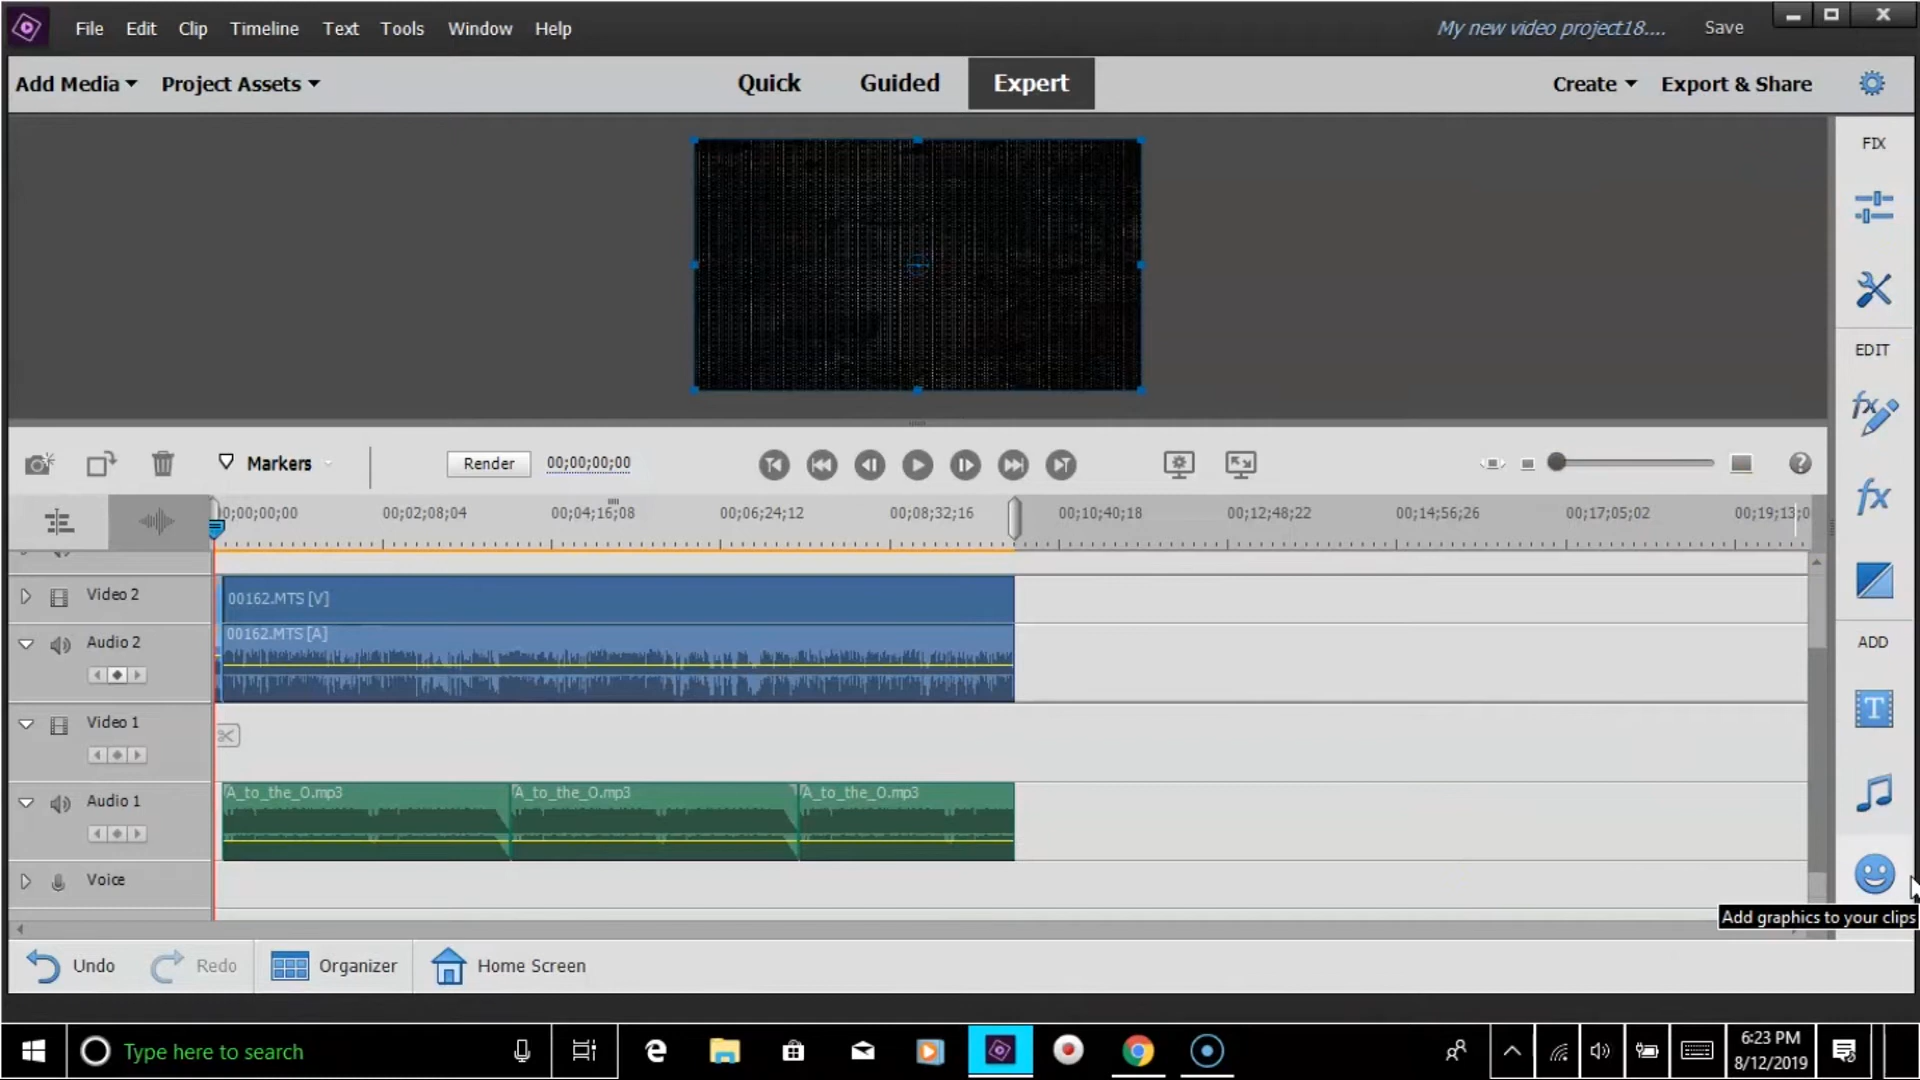 File Edit Clip Timeline Text Tools Window Help
My new video project18.... Save
Add Media Project Assets Quick Guided Expert Create Export & Share
FIX
EDIT
Markers Render 00;00;00;00
0;00;00;00 00;02;08;04 00;04;16;08 00;06;24;12 00;08;32;16 00;10;40;18 00;12;48;22 00;14;56;26 00;17;05;02 00;19;13;0
Video 2 00162.MTS [V]
Audio 2 00162.MTS [A]
ADD
Video 1
Audio 1 A_to_the_O.mp3 A_to_the_O.mp3 A_to_the_O.mp3
Voice
Add graphics to your clips
Undo Redo Organizer Home Screen
Type here to search
6:23 PM
8/12/2019